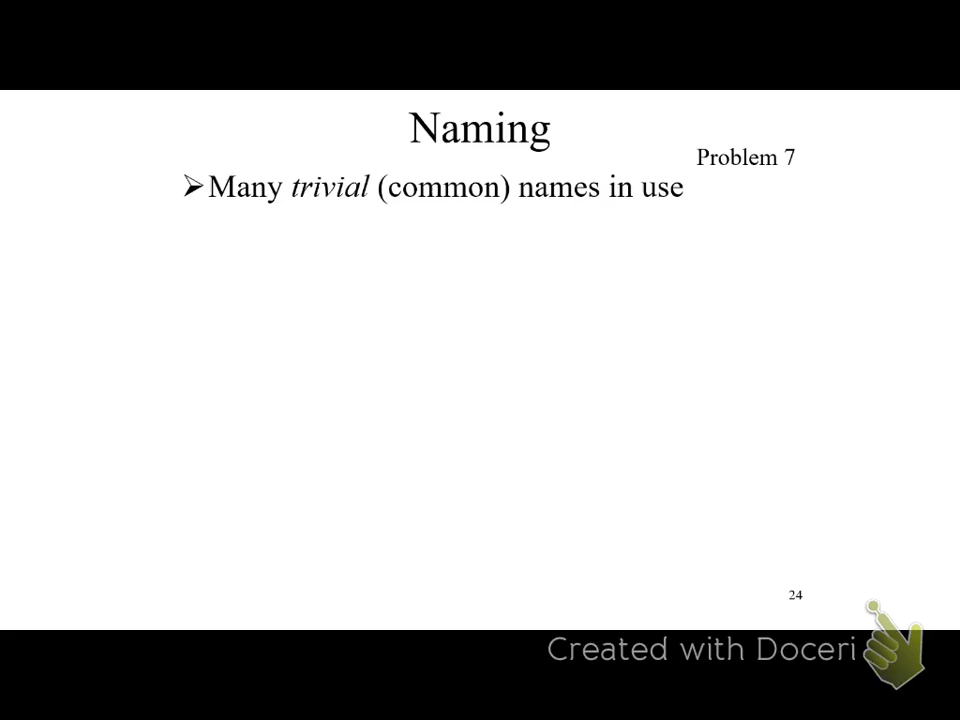 Naming
Problem 7
➢Many trivial (common) names in use
24
Created with Doceri